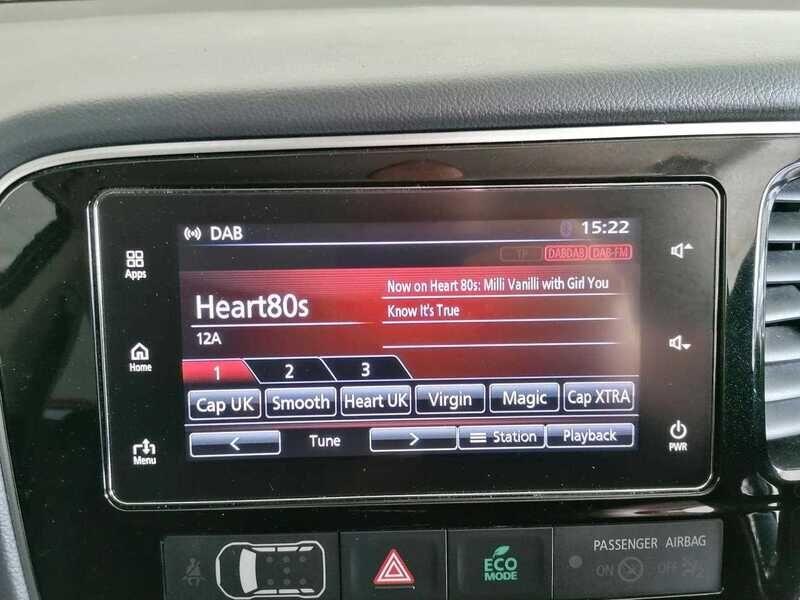 DAB 15:22
TP DABDAB DAB-FM
Apps
Now on Heart 80s: Milli Vanilli with Girl You
Heart80s
Know It's True
12A
Home
1 2 3
Cap UK Smooth Heart UK Virgin Magic Cap XTRA
< Tune > Station Playback
Menu
PWR
PASSENGER AIRBAG
ECO
MODE
ON OFF